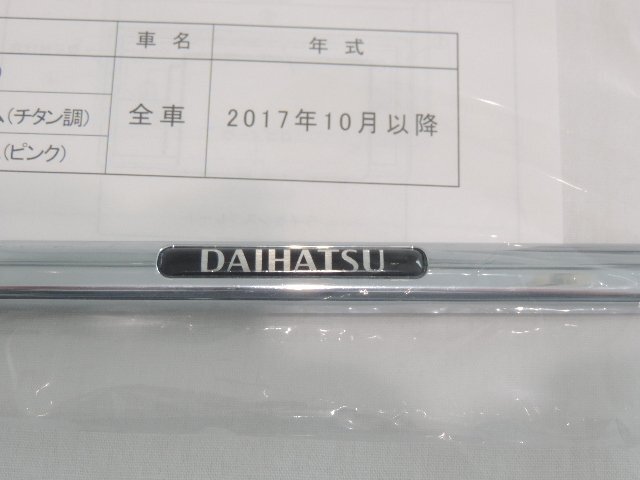 車名 年式
(チタン調) 全車 2017年10月以降
(ピンク)
DAIHATSU